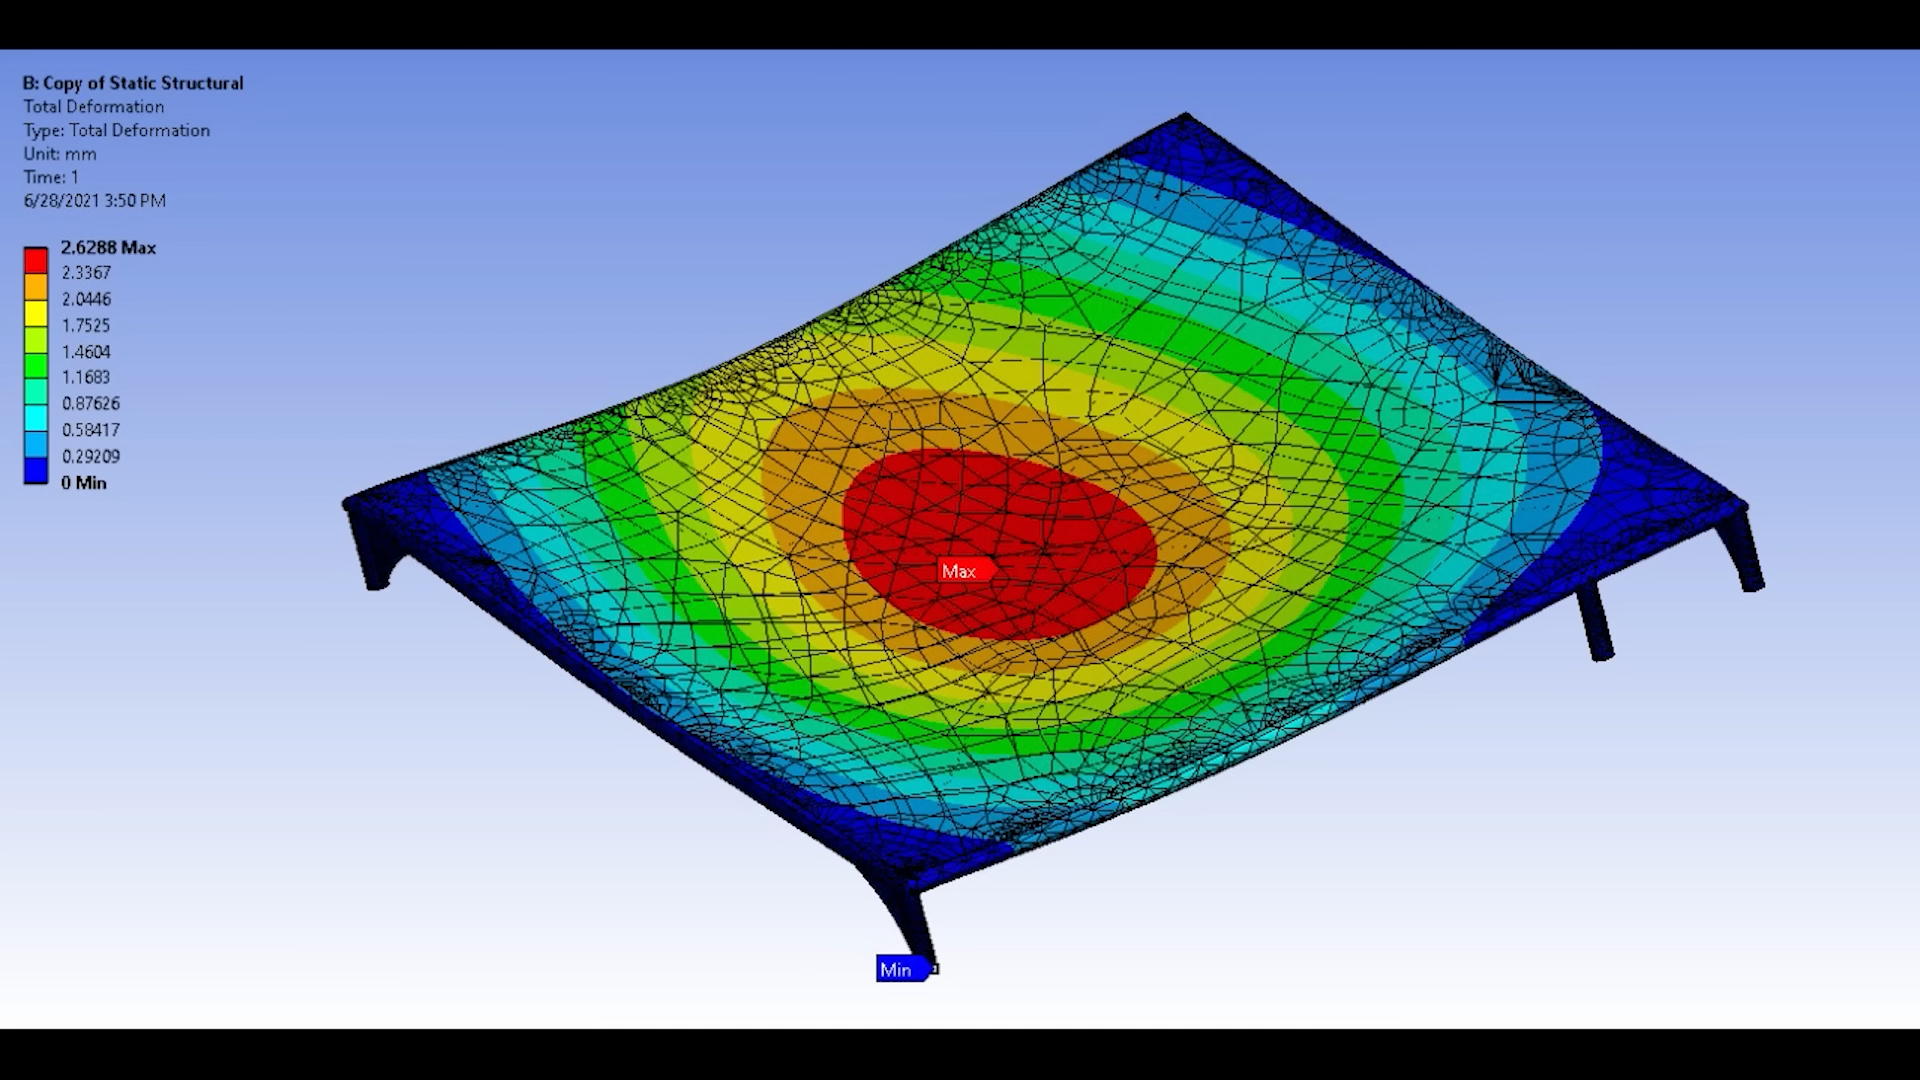 B: Copy of Static Structural
Total Deformation
Type: Total Deformation
Unit: mm
Time: 1
6/28/2021 3:50 PM
2.6288 Max
2.3367
2.0446
1.7525
1.4604
1.1683
0.87626
0.58417
0.29209
0 Min
Max
Min